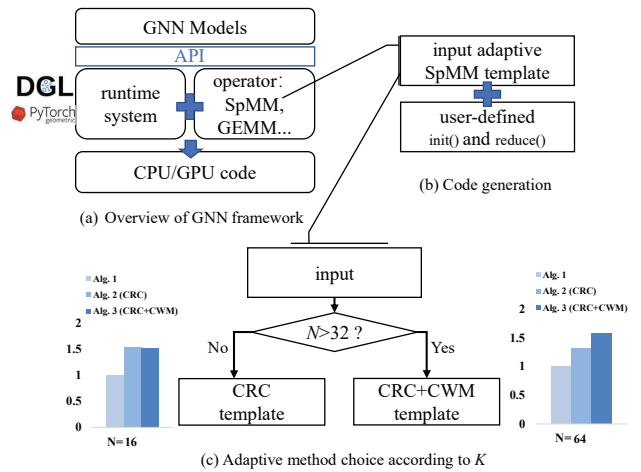 GNN Models
API
DGL
PyTorch
geometric
runtime
system
operator:
SpMM,
GEMM...
CPU/GPU code
(a) Overview of GNN framework
input adaptive
SpMM template
user-defined
init() and reduce()
(b) Code generation
input
N>32 ?
No
Yes
CRC
template
CRC+CWM
template
Alg. 1
Alg. 2 (CRC)
Alg. 3 (CRC+CWM)
2
1.5
1
0.5
0
N= 16
Alg. 1
Alg. 2 (CRC)
Alg. 3 (CRC+CWM)
2
1.5
1
0.5
0
N= 64
(c) Adaptive method choice according to K